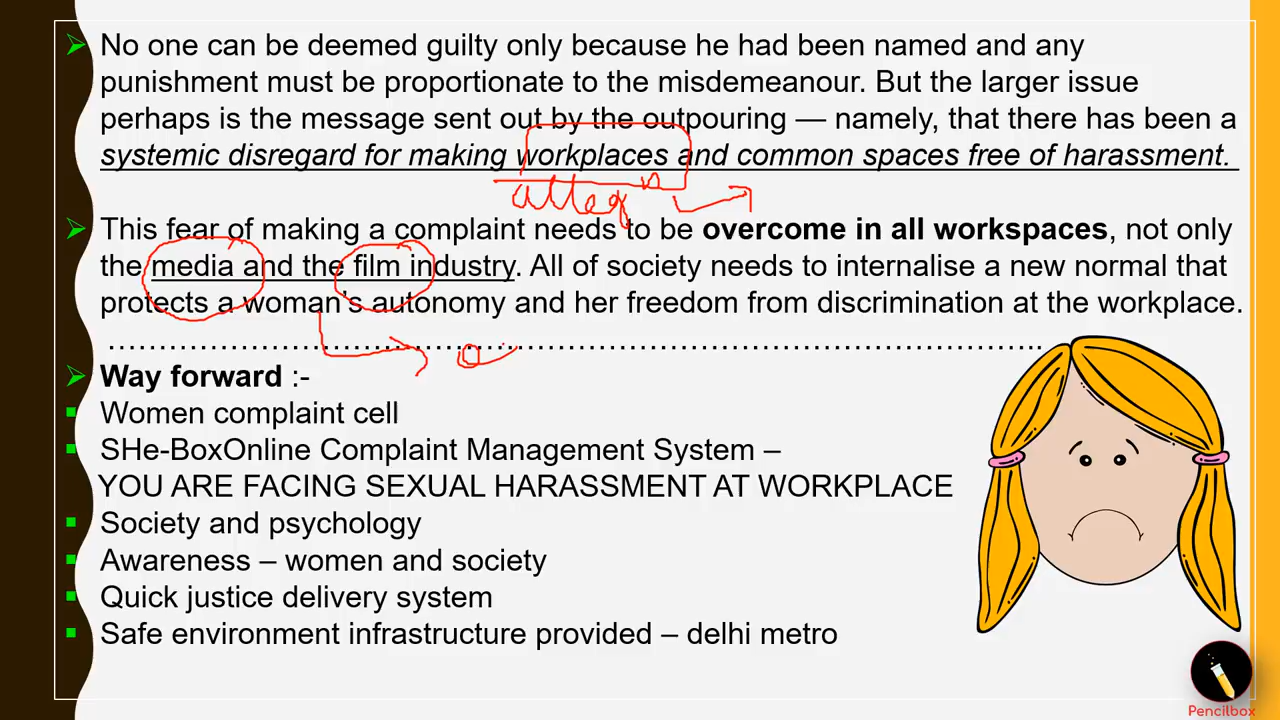 No one can be deemed guilty only because he had been named and any
punishment must be proportionate to the misdemeanour. But the larger issue
perhaps is the message sent out by the outpouring — namely, that there has been a
systemic disregard for making workplaces and common spaces free of harassment.
This fear of making a complaint needs to be overcome in all workspaces, not only
the media and the film industry. All of society needs to internalise a new normal that
protects a woman's autonomy and her freedom from discrimination at the workplace.
Way forward :-
Women complaint cell
SHe-BoxOnline Complaint Management System –
YOU ARE FACING SEXUAL HARASSMENT AT WORKPLACE
Society and psychology
Awareness – women and society
Quick justice delivery system
Safe environment infrastructure provided – delhi metro
Pencilbox